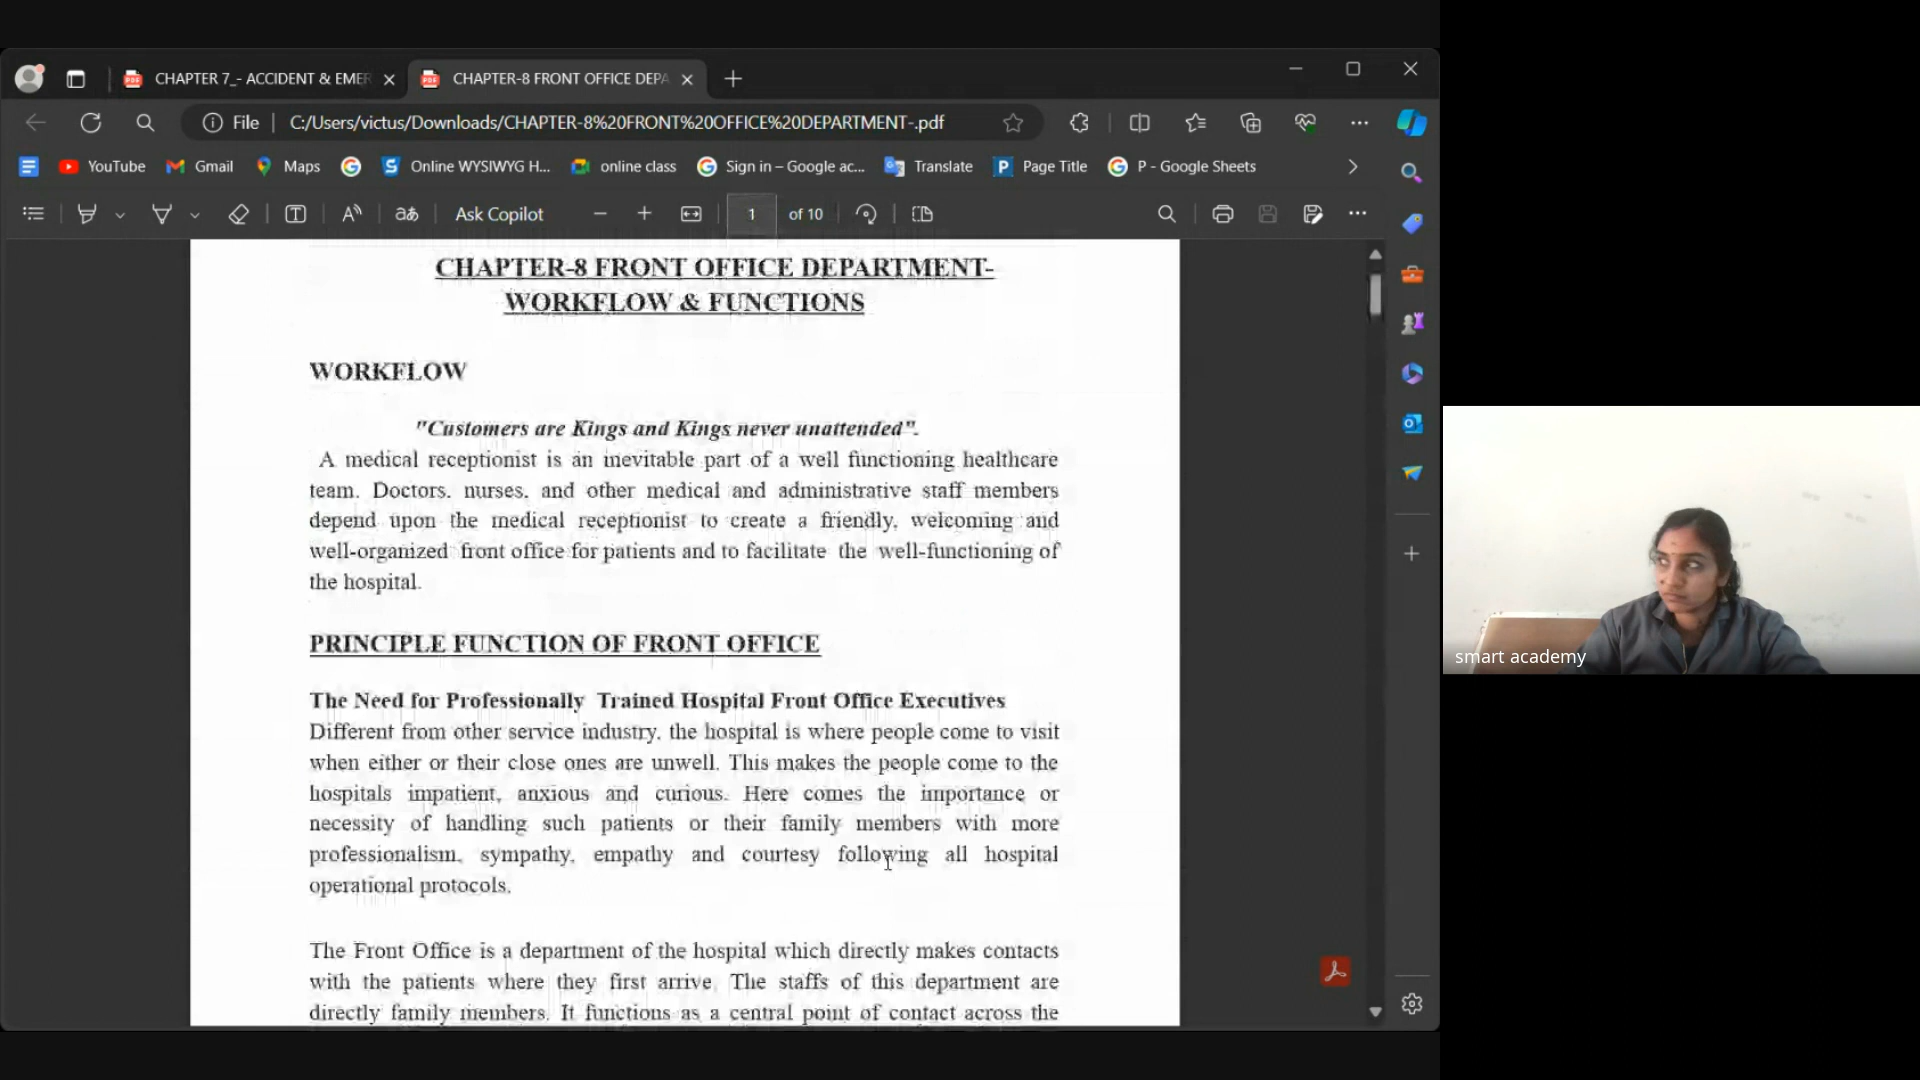 CHAPTER 7_- ACCIDENT & EMER
CHAPTER-8 FRONT OFFICE DEPA
File
C:/Users/victus/Downloads/CHAPTER-8%20FRONT%20OFFICE%20DEPARTMENT-.pdf
YouTube
Gmail
Maps
Online WYSIWYG H...
online class
Sign in – Google ac...
Translate
Page Title
P - Google Sheets
Ask Copilot
1 of 10
CHAPTER-8 FRONT OFFICE DEPARTMENT-
WORKFLOW & FUNCTIONS
WORKFLOW
"Customers are Kings and Kings never unattended".
A medical receptionist is an inevitable part of a well functioning healthcare
team. Doctors, nurses, and other medical and administrative staff members
depend upon the medical receptionist to create a friendly, welcoming and
well-organized front office for patients and to facilitate the well-functioning of
the hospital.
PRINCIPLE FUNCTION OF FRONT OFFICE
The Need for Professionally Trained Hospital Front Office Executives
Different from other service industry, the hospital is where people come to visit
when either or their close ones are unwell. This makes the people come to the
hospitals impatient, anxious and curious. Here comes the importance or
necessity of handling such patients or their family members with more
professionalism, sympathy, empathy and courtesy following all hospital
operational protocols.
The Front Office is a department of the hospital which directly makes contacts
with the patients where they first arrive. The staffs of this department are
directly family members. It functions as a central point of contact across the
smart academy